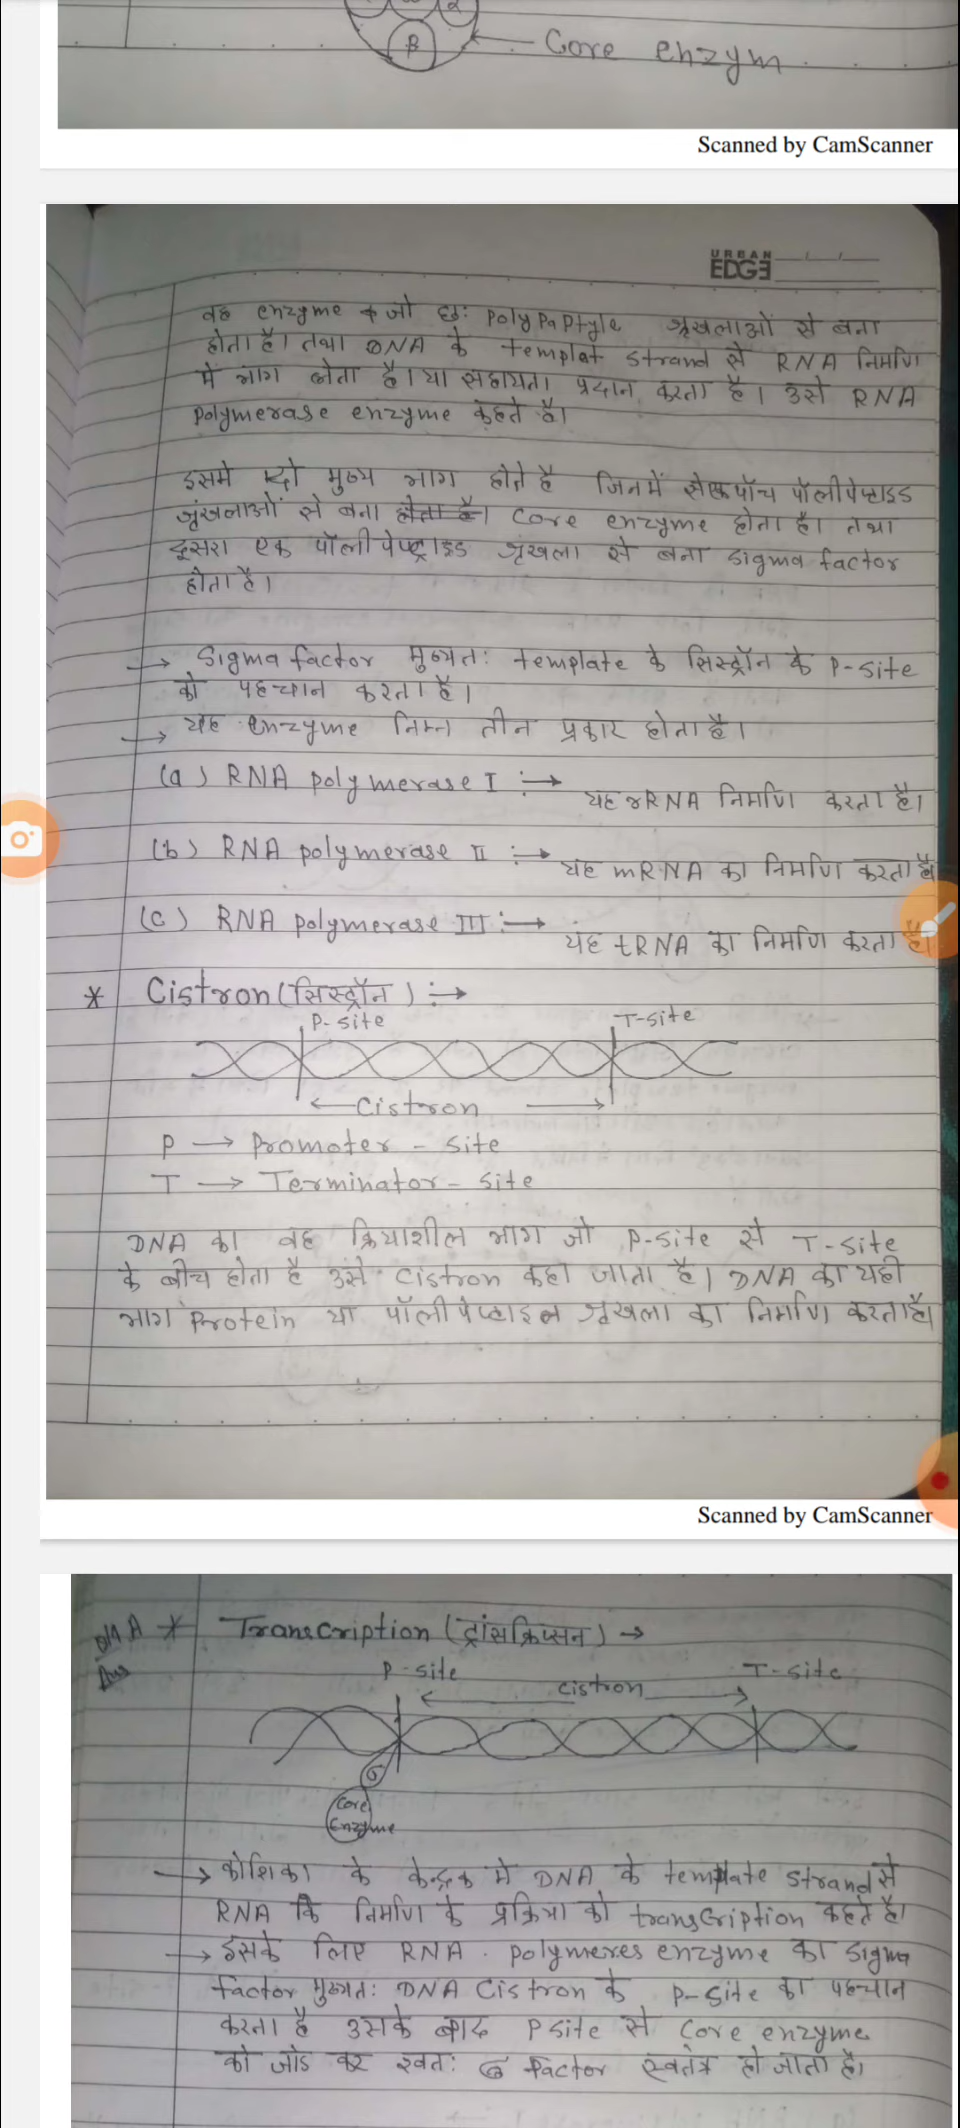 α
β
Core enzym
Scanned by CamScanner
URBAN
EDGE
वह enzyme जो छः PolyPaPtyle श्रृखलाओं से बना
होता है। तथा DNA के templat strand से RNA निर्माण
में भाग लेता है। या सहायता प्रदान करता है। उसे RNA
polymerase enzyme कहते है।
इसमे दो मुख्य भाग होते है जिनमें से एक पाँच पॉलीपेप्टाइड
श्रृंखलाओं से बना होता है। Core enzyme होता है। तथा
दूसरा एक पॉलीपेप्ट्राइड श्रृंखला से बना sigma factor
होता है।
→ Sigma factor मुख्यतः template के सिस्ट्रॉन के P-site
को पहचान करता है।
→ यह enzyme निम्न तीन प्रकार होता है।
(a) RNA polymerase I :→ यह rRNA निर्माण करता है।
(b) RNA polymerase II :→ यह mRNA का निर्माण करता है।
(c) RNA polymerase III :→ यह tRNA का निर्माण करता है।
* Cistron (सिस्ट्रॉन) :→
P-site T-site
← Cistron →
P → Promoter - site
T → Terminator - site
DNA का वह क्रियाशील भाग जो P-site से T-site
के बीच होता है उसे Cistron कहा जाता है। DNA का यही
भाग Protein या पॉलीपेप्टाइल श्रृखला का निर्माण करता है।
Scanned by CamScanner
* Transcription (ट्रांसक्रिप्सन) →
P-site T-site
← cistron →
σ
Core
Enzyme
→ कोशिका के केन्द्रक मे DNA के template strand से
RNA कि निर्माण के प्रक्रिया को transcription कहते है।
→ इसके लिए RNA polymeres enzyme का sigma
factor मुख्यतः DNA Cistron के P-site का पहचान
करता है उसके बाद P site से Core enzyme
को जोड कर स्वतः σ factor स्वतंत्र हो जाता है।